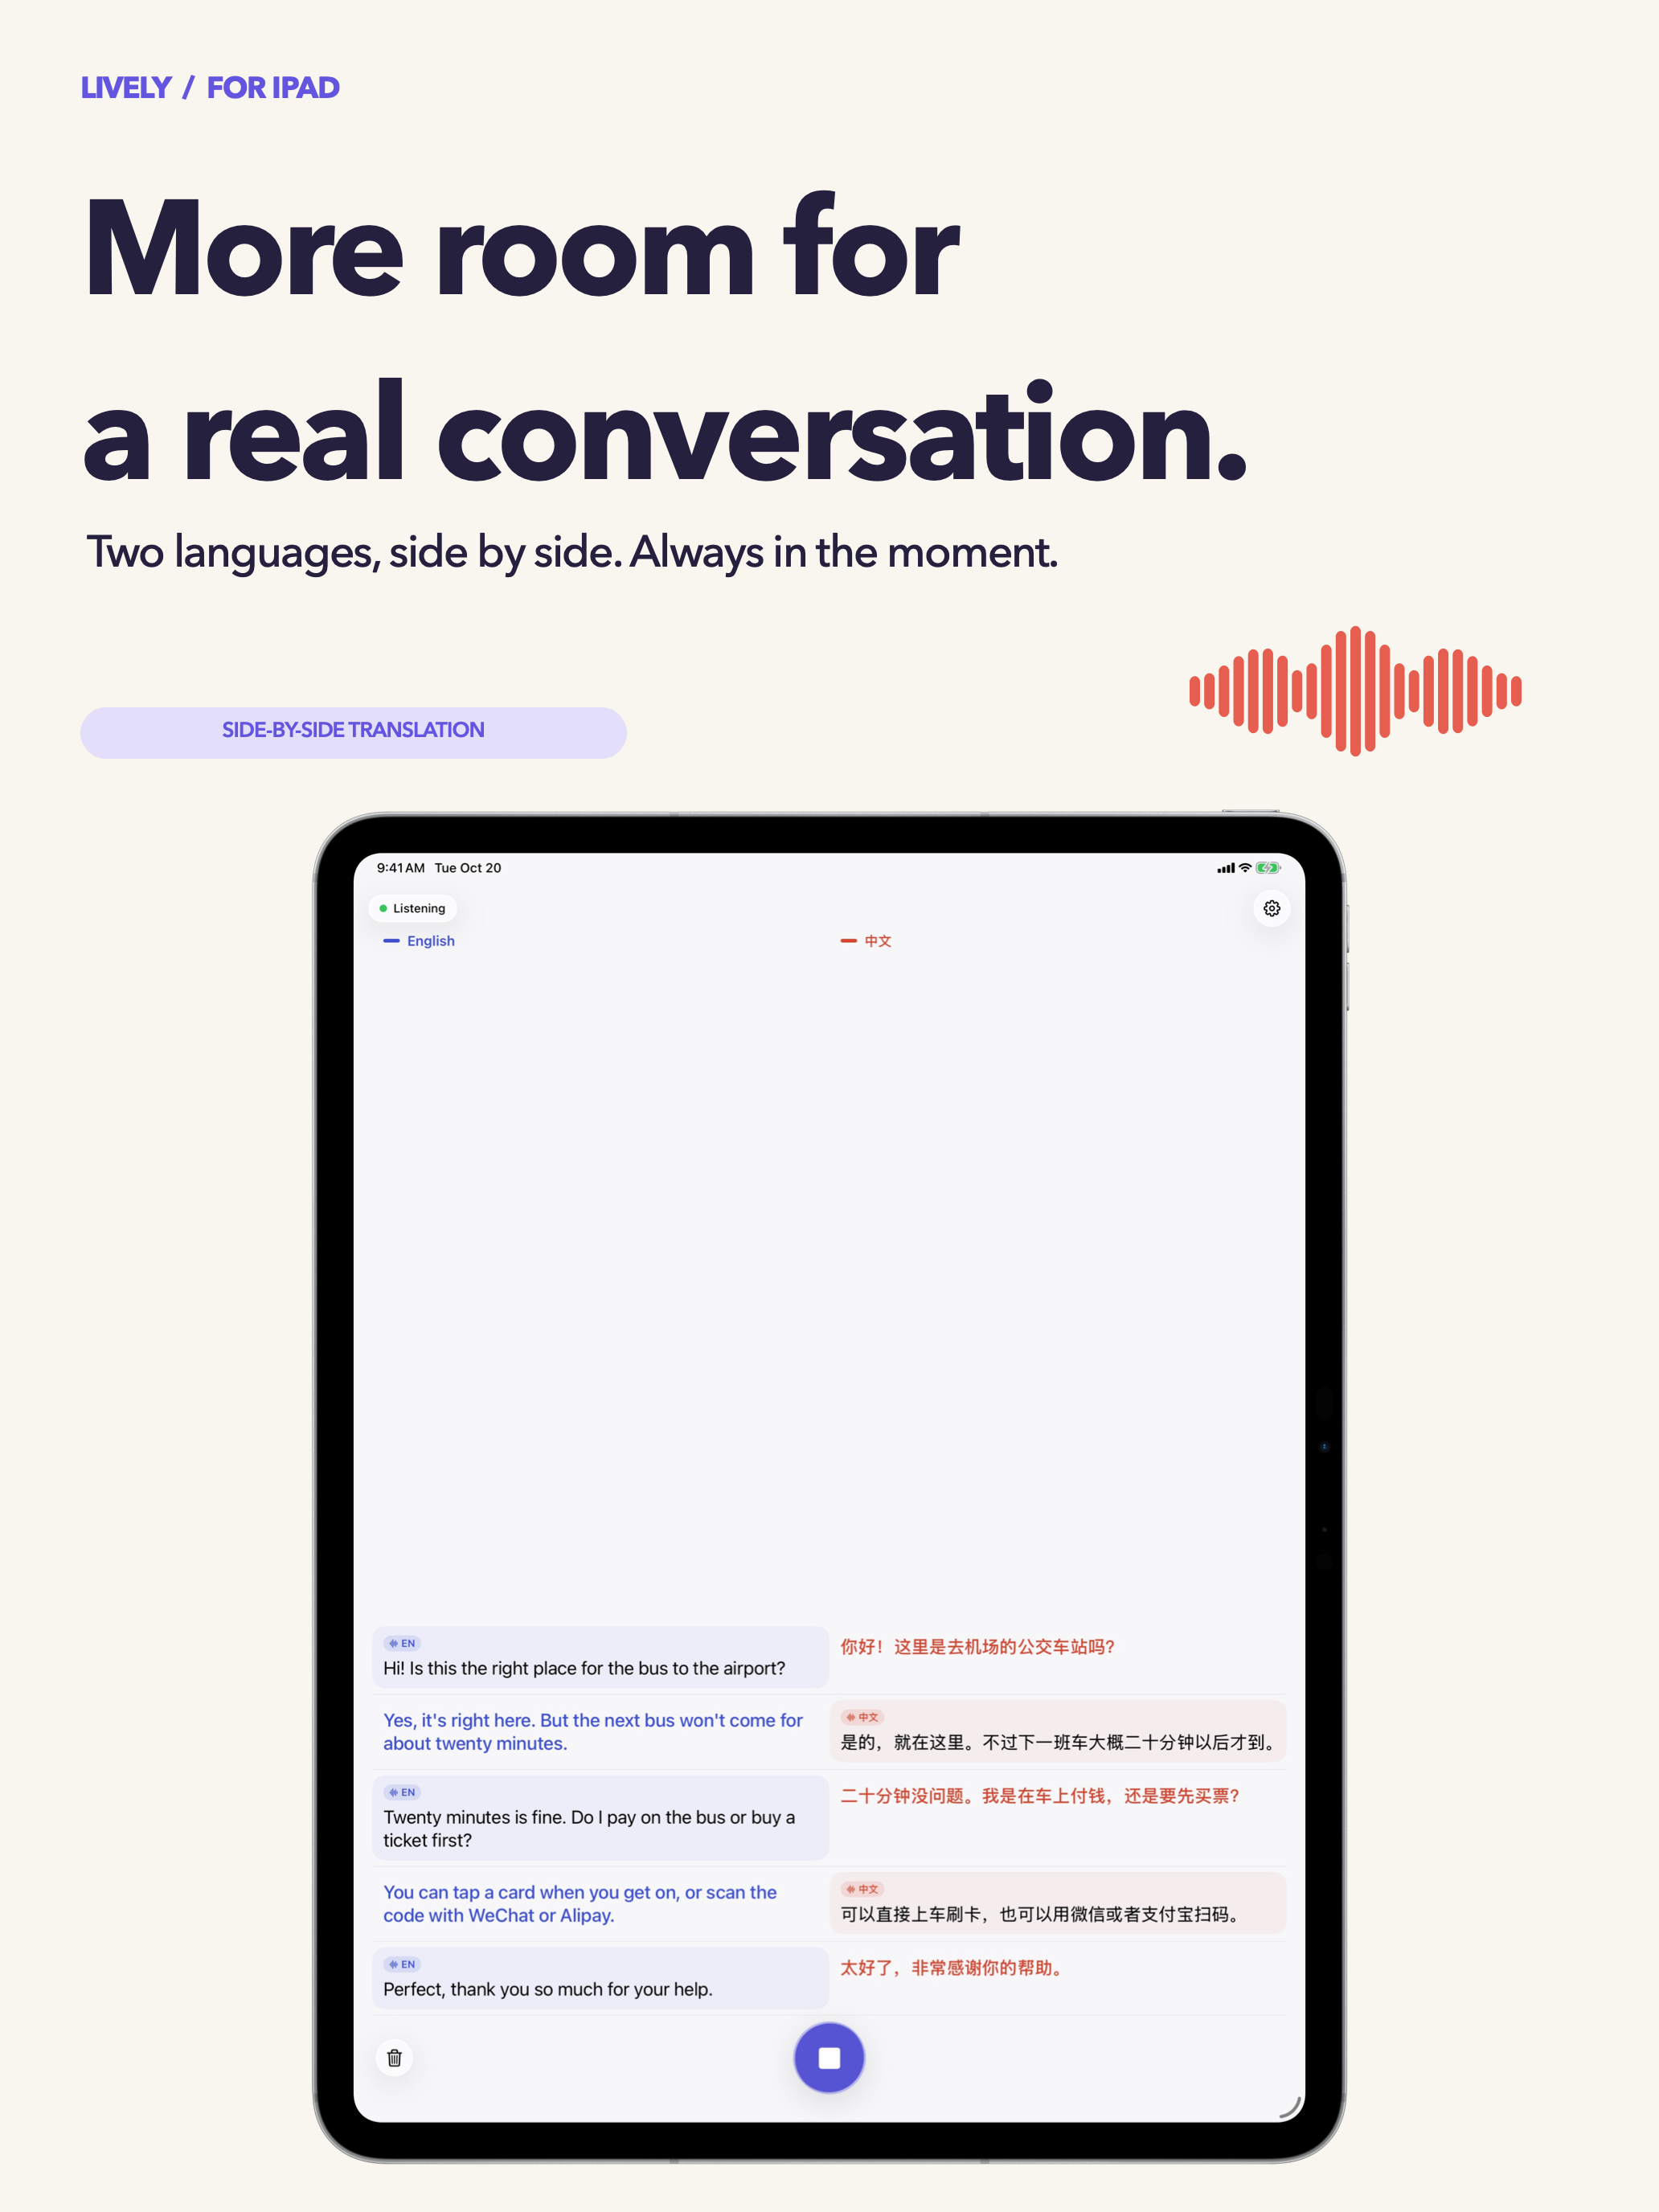 LIVELY / FOR IPAD
More room for
a real conversation.
Two languages, side by side. Always in the moment.
SIDE-BY-SIDE TRANSLATION
9:41 AM Tue Oct 20
Listening
English
中文
EN
Hi! Is this the right place for the bus to the airport?
你好！这里是去机场的公交车站吗？
Yes, it's right here. But the next bus won't come for
about twenty minutes.
中文
是的，就在这里。不过下一班车大概二十分钟以后才到。
EN
Twenty minutes is fine. Do I pay on the bus or buy a
ticket first?
二十分钟没问题。我是在车上付钱，还是要先买票？
You can tap a card when you get on, or scan the
code with WeChat or Alipay.
中文
可以直接上车刷卡，也可以用微信或者支付宝扫码。
EN
Perfect, thank you so much for your help.
太好了，非常感谢你的帮助。